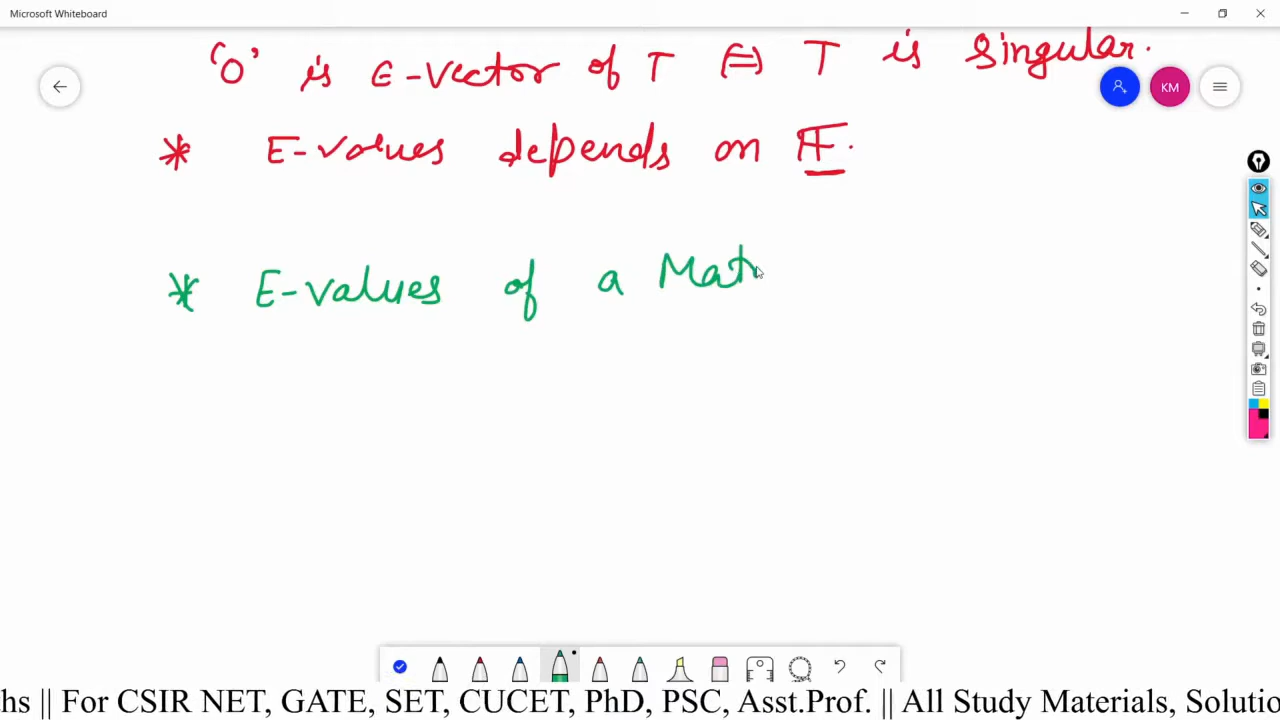 Microsoft Whiteboard
'0' is E-vector of T ⇔ T is Singular.
KM
* E-values depends on F.
* E-values of a Mat
ths || For CSIR NET, GATE, SET, CUCET, PhD, PSC, Asst.Prof. || All Study Materials, Solutio